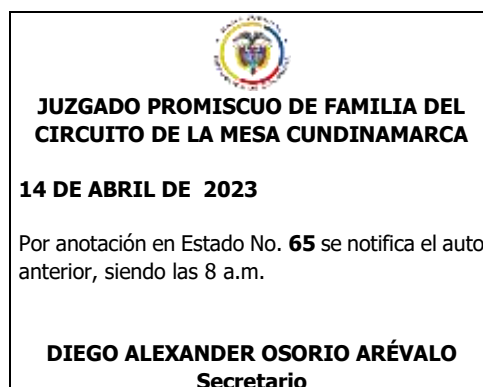 JUZGADO PROMISCUO DE FAMILIA DEL
CIRCUITO DE LA MESA CUNDINAMARCA
14 DE ABRIL DE 2023
Por anotación en Estado No. 65 se notifica el auto
anterior, siendo las 8 a.m.
DIEGO ALEXANDER OSORIO ARÉVALO
Secretario